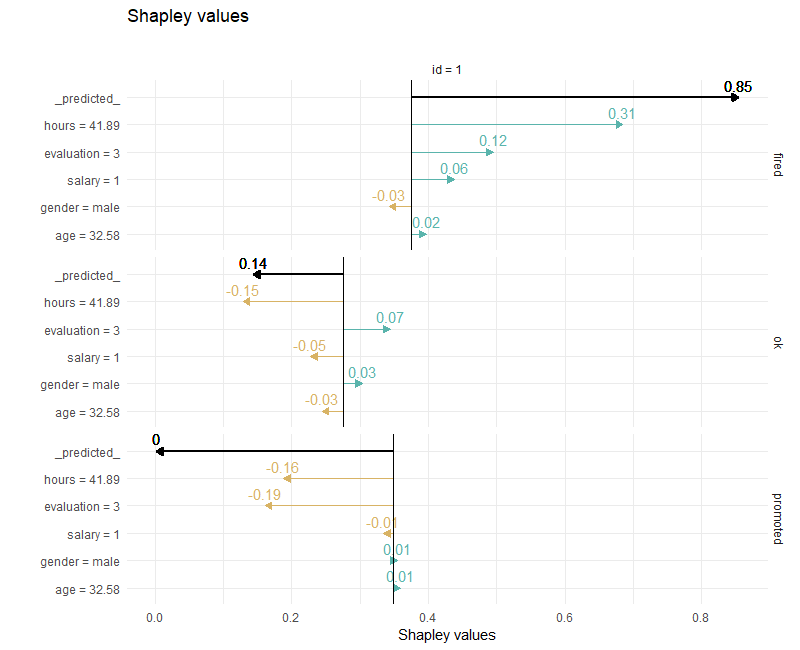 Shapley values
id = 1
_predicted_ 0.85
hours = 41.89 0.31
evaluation = 3 0.12
salary = 1 0.06
gender = male -0.03
age = 32.58 0.02
fired
_predicted_ 0.14
hours = 41.89 -0.15
evaluation = 3 0.07
salary = 1 -0.05
gender = male 0.03
age = 32.58 -0.03
ok
_predicted_ 0
hours = 41.89 -0.16
evaluation = 3 -0.19
salary = 1 -0.01
gender = male 0.01
age = 32.58 0.01
promoted
0.0 0.2 0.4 0.6 0.8
Shapley values